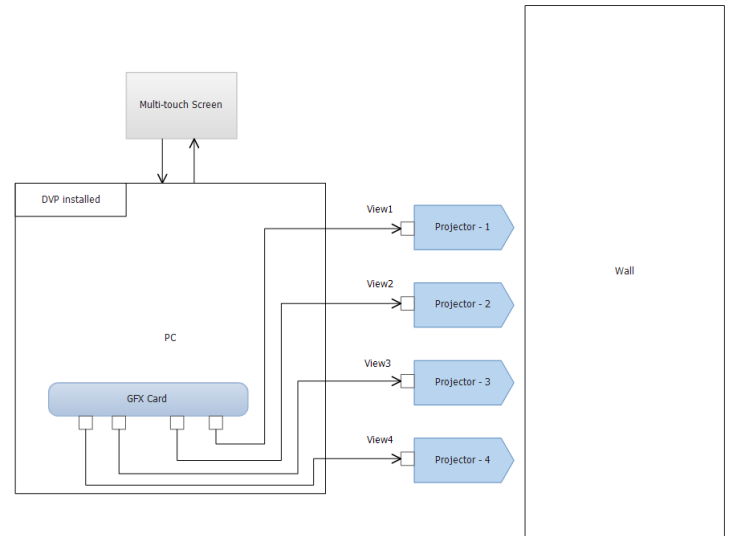 Multi-touch Screen
DVP installed
View1
Projector - 1
View2
Projector - 2
Wall
PC
View3
Projector - 3
GFX Card
View4
Projector - 4